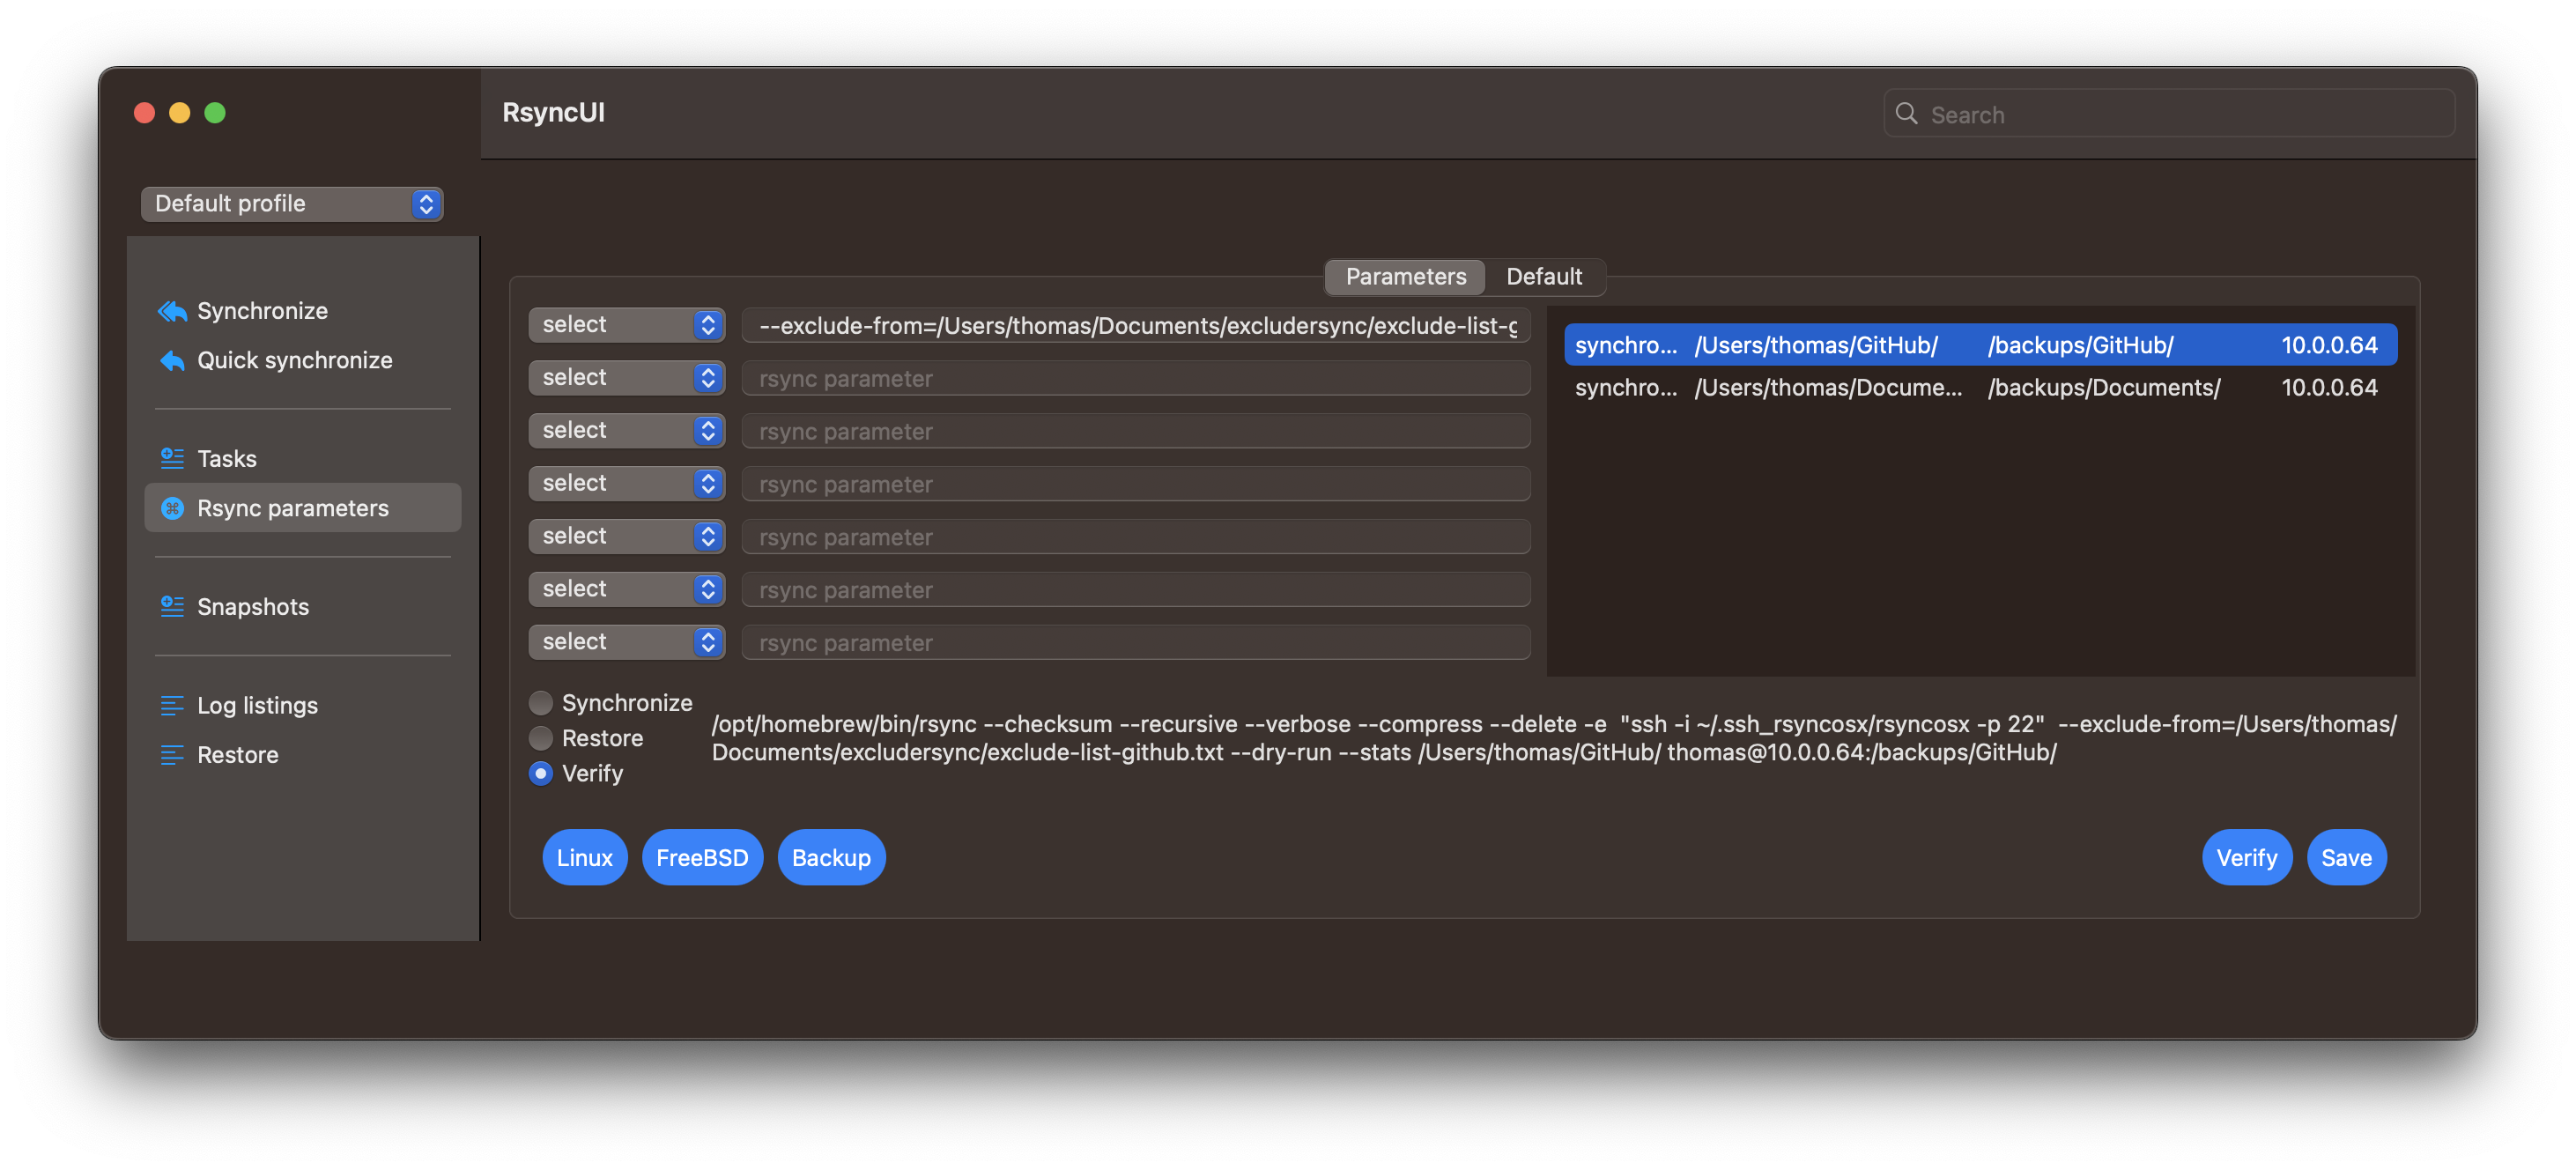 RsyncUI
Search
Default profile
Synchronize
Quick synchronize
Tasks
Rsync parameters
Snapshots
Log listings
Restore
Parameters Default
select --exclude-from=/Users/thomas/Documents/excludersync/exclude-list-g
select rsync parameter
select rsync parameter
select rsync parameter
select rsync parameter
select rsync parameter
select rsync parameter
synchro... /Users/thomas/GitHub/ /backups/GitHub/ 10.0.0.64
synchro... /Users/thomas/Docume... /backups/Documents/ 10.0.0.64
Synchronize
Restore
Verify
/opt/homebrew/bin/rsync --checksum --recursive --verbose --compress --delete -e "ssh -i ~/.ssh_rsyncosx/rsyncosx -p 22" --exclude-from=/Users/thomas/
Documents/excludersync/exclude-list-github.txt --dry-run --stats /Users/thomas/GitHub/ thomas@10.0.0.64:/backups/GitHub/
Linux FreeBSD Backup Verify Save